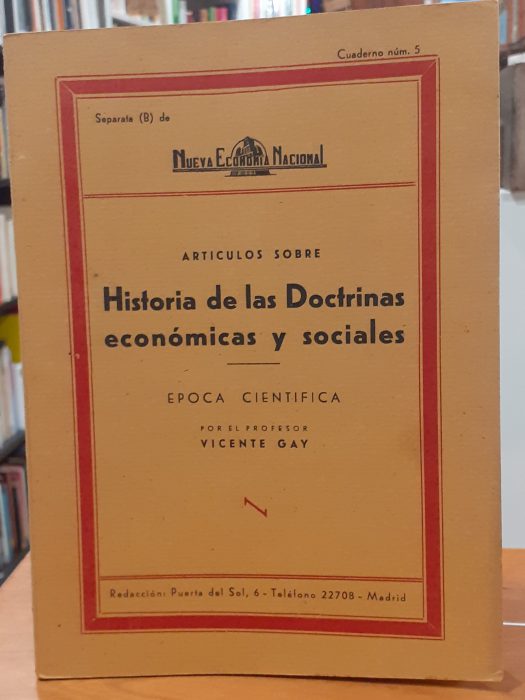 Cuaderno núm. 5
Separata (B) de
NUEVA ECONOMIA NACIONAL
ARTICULOS SOBRE
Historia de las Doctrinas
económicas y sociales
EPOCA CIENTIFICA
POR EL PROFESOR
VICENTE GAY
Redacción: Puerta del Sol, 6 - Teléfono 22708 - Madrid